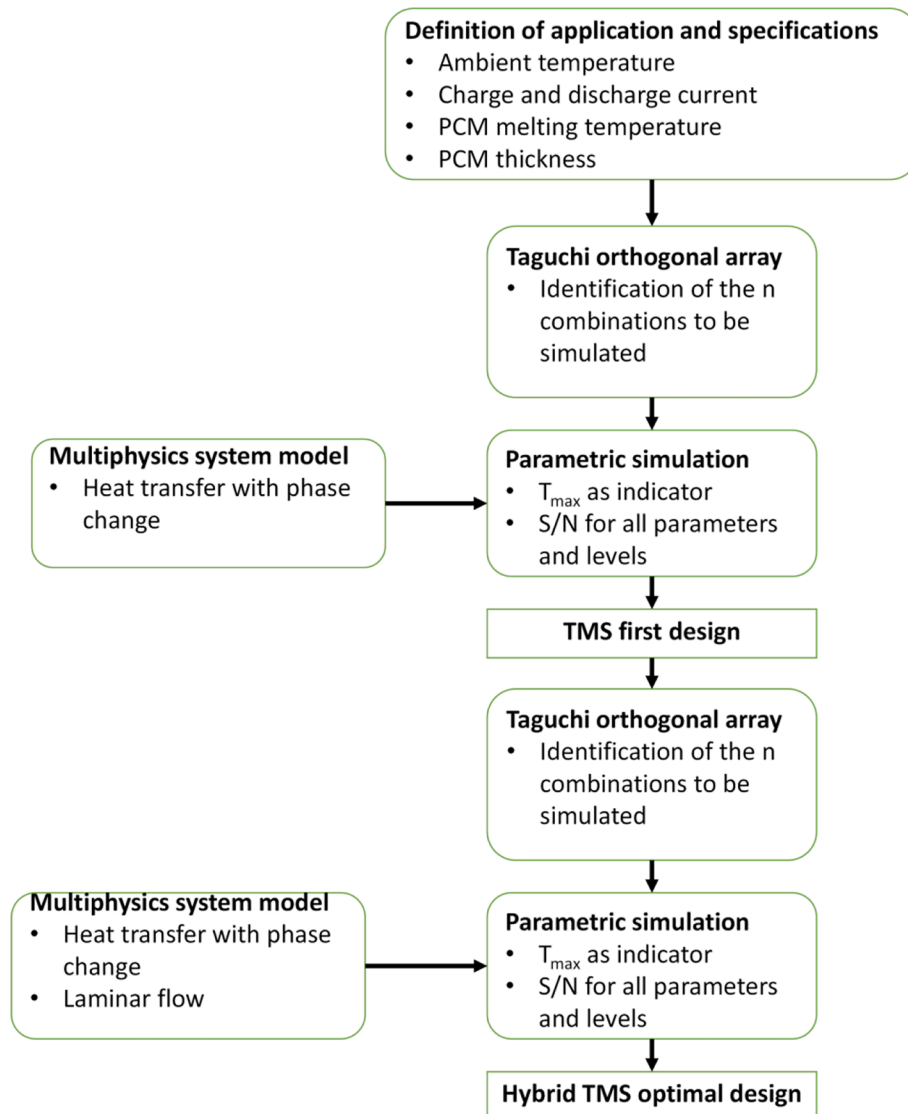 Definition of application and specifications
• Ambient temperature
• Charge and discharge current
• PCM melting temperature
• PCM thickness
Taguchi orthogonal array
• Identification of the n
combinations to be
simulated
Multiphysics system model
• Heat transfer with phase
change
Parametric simulation
• Tmax as indicator
• S/N for all parameters
and levels
TMS first design
Taguchi orthogonal array
• Identification of the n
combinations to be
simulated
Multiphysics system model
• Heat transfer with phase
change
• Laminar flow
Parametric simulation
• Tmax as indicator
• S/N for all parameters
and levels
Hybrid TMS optimal design